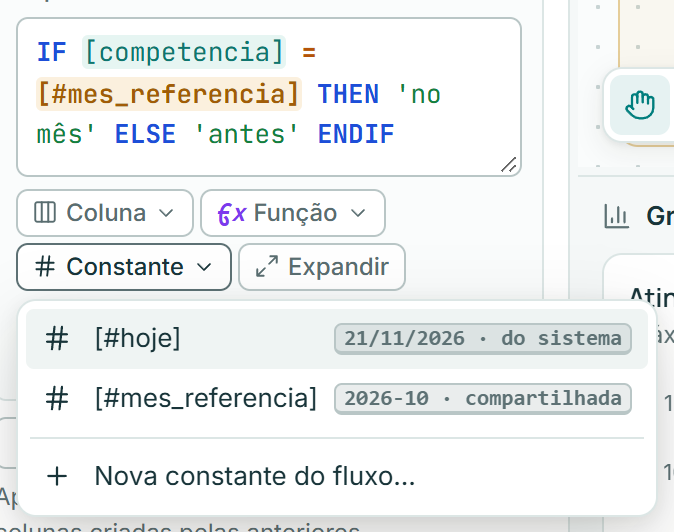 IF [competencia] =
[#mes_referencia] THEN 'no
mês' ELSE 'antes' ENDIF
Coluna
fx Função
# Constante
Expandir
# [#hoje] 21/11/2026 · do sistema
# [#mes_referencia] 2026-10 · compartilhada
+ Nova constante do fluxo...